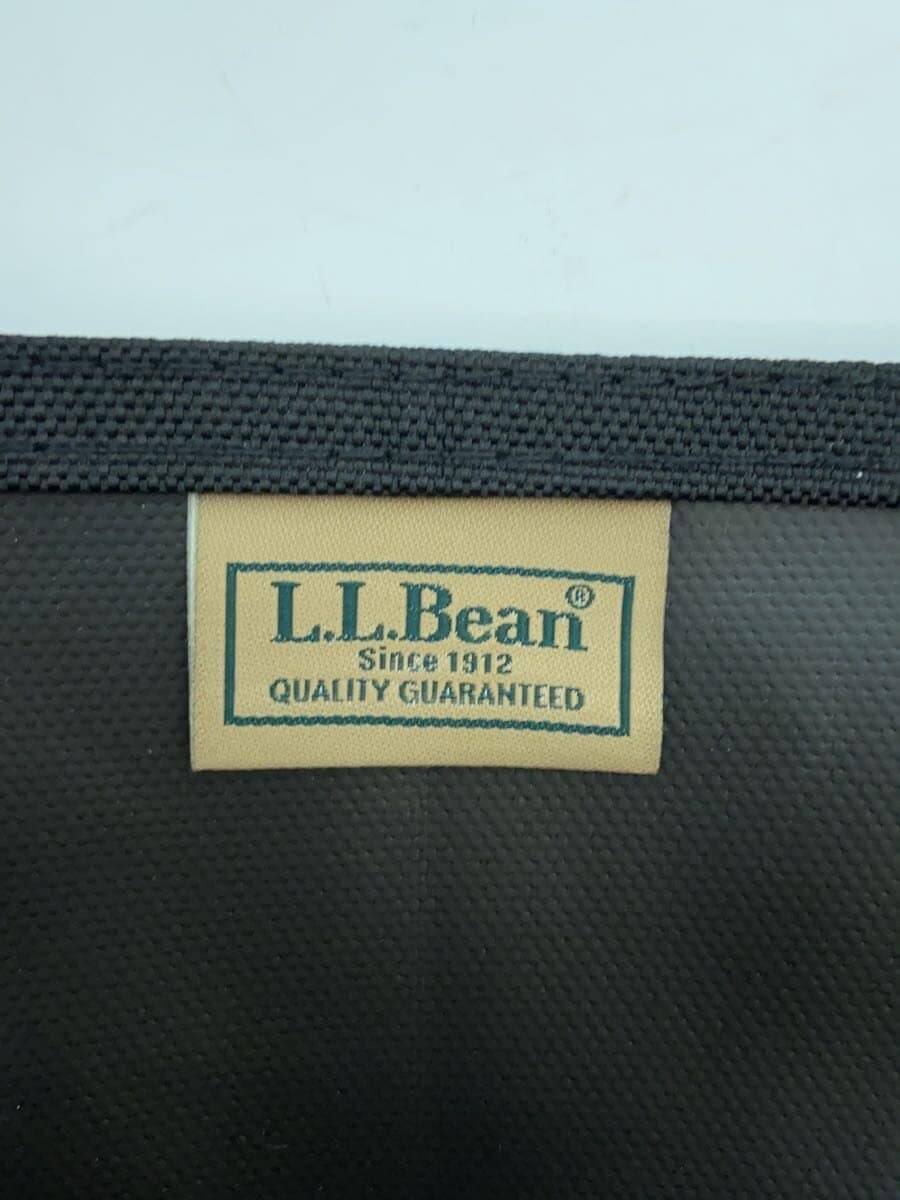 L.L.Bean®
Since 1912
QUALITY GUARANTEED